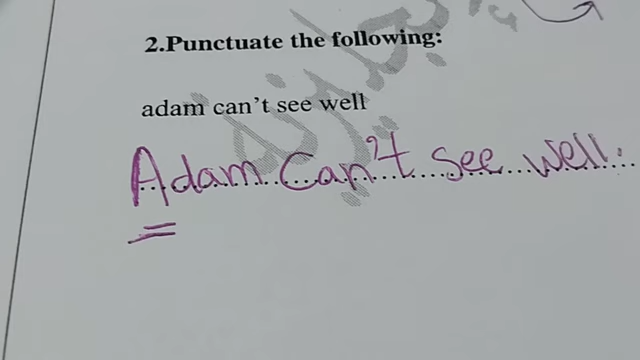 2.Punctuate the following:
adam can't see well
Adam Can't see well.